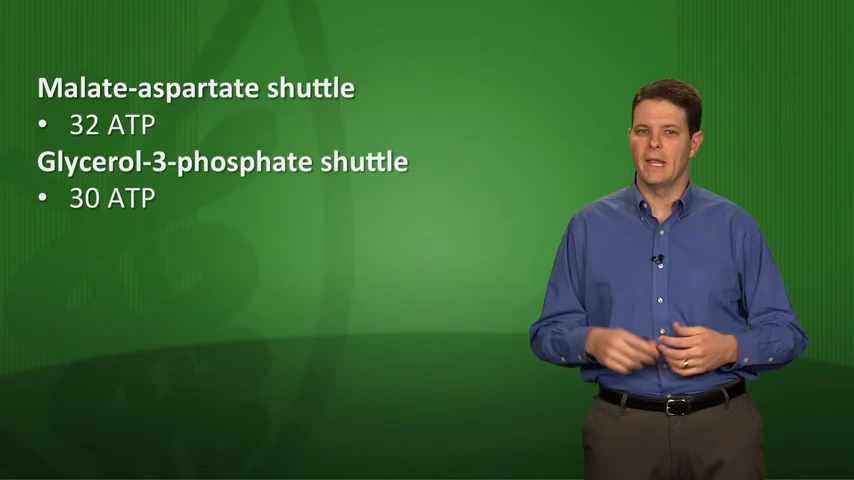 Malate-aspartate shuttle
• 32 ATP
Glycerol-3-phosphate shuttle
• 30 ATP